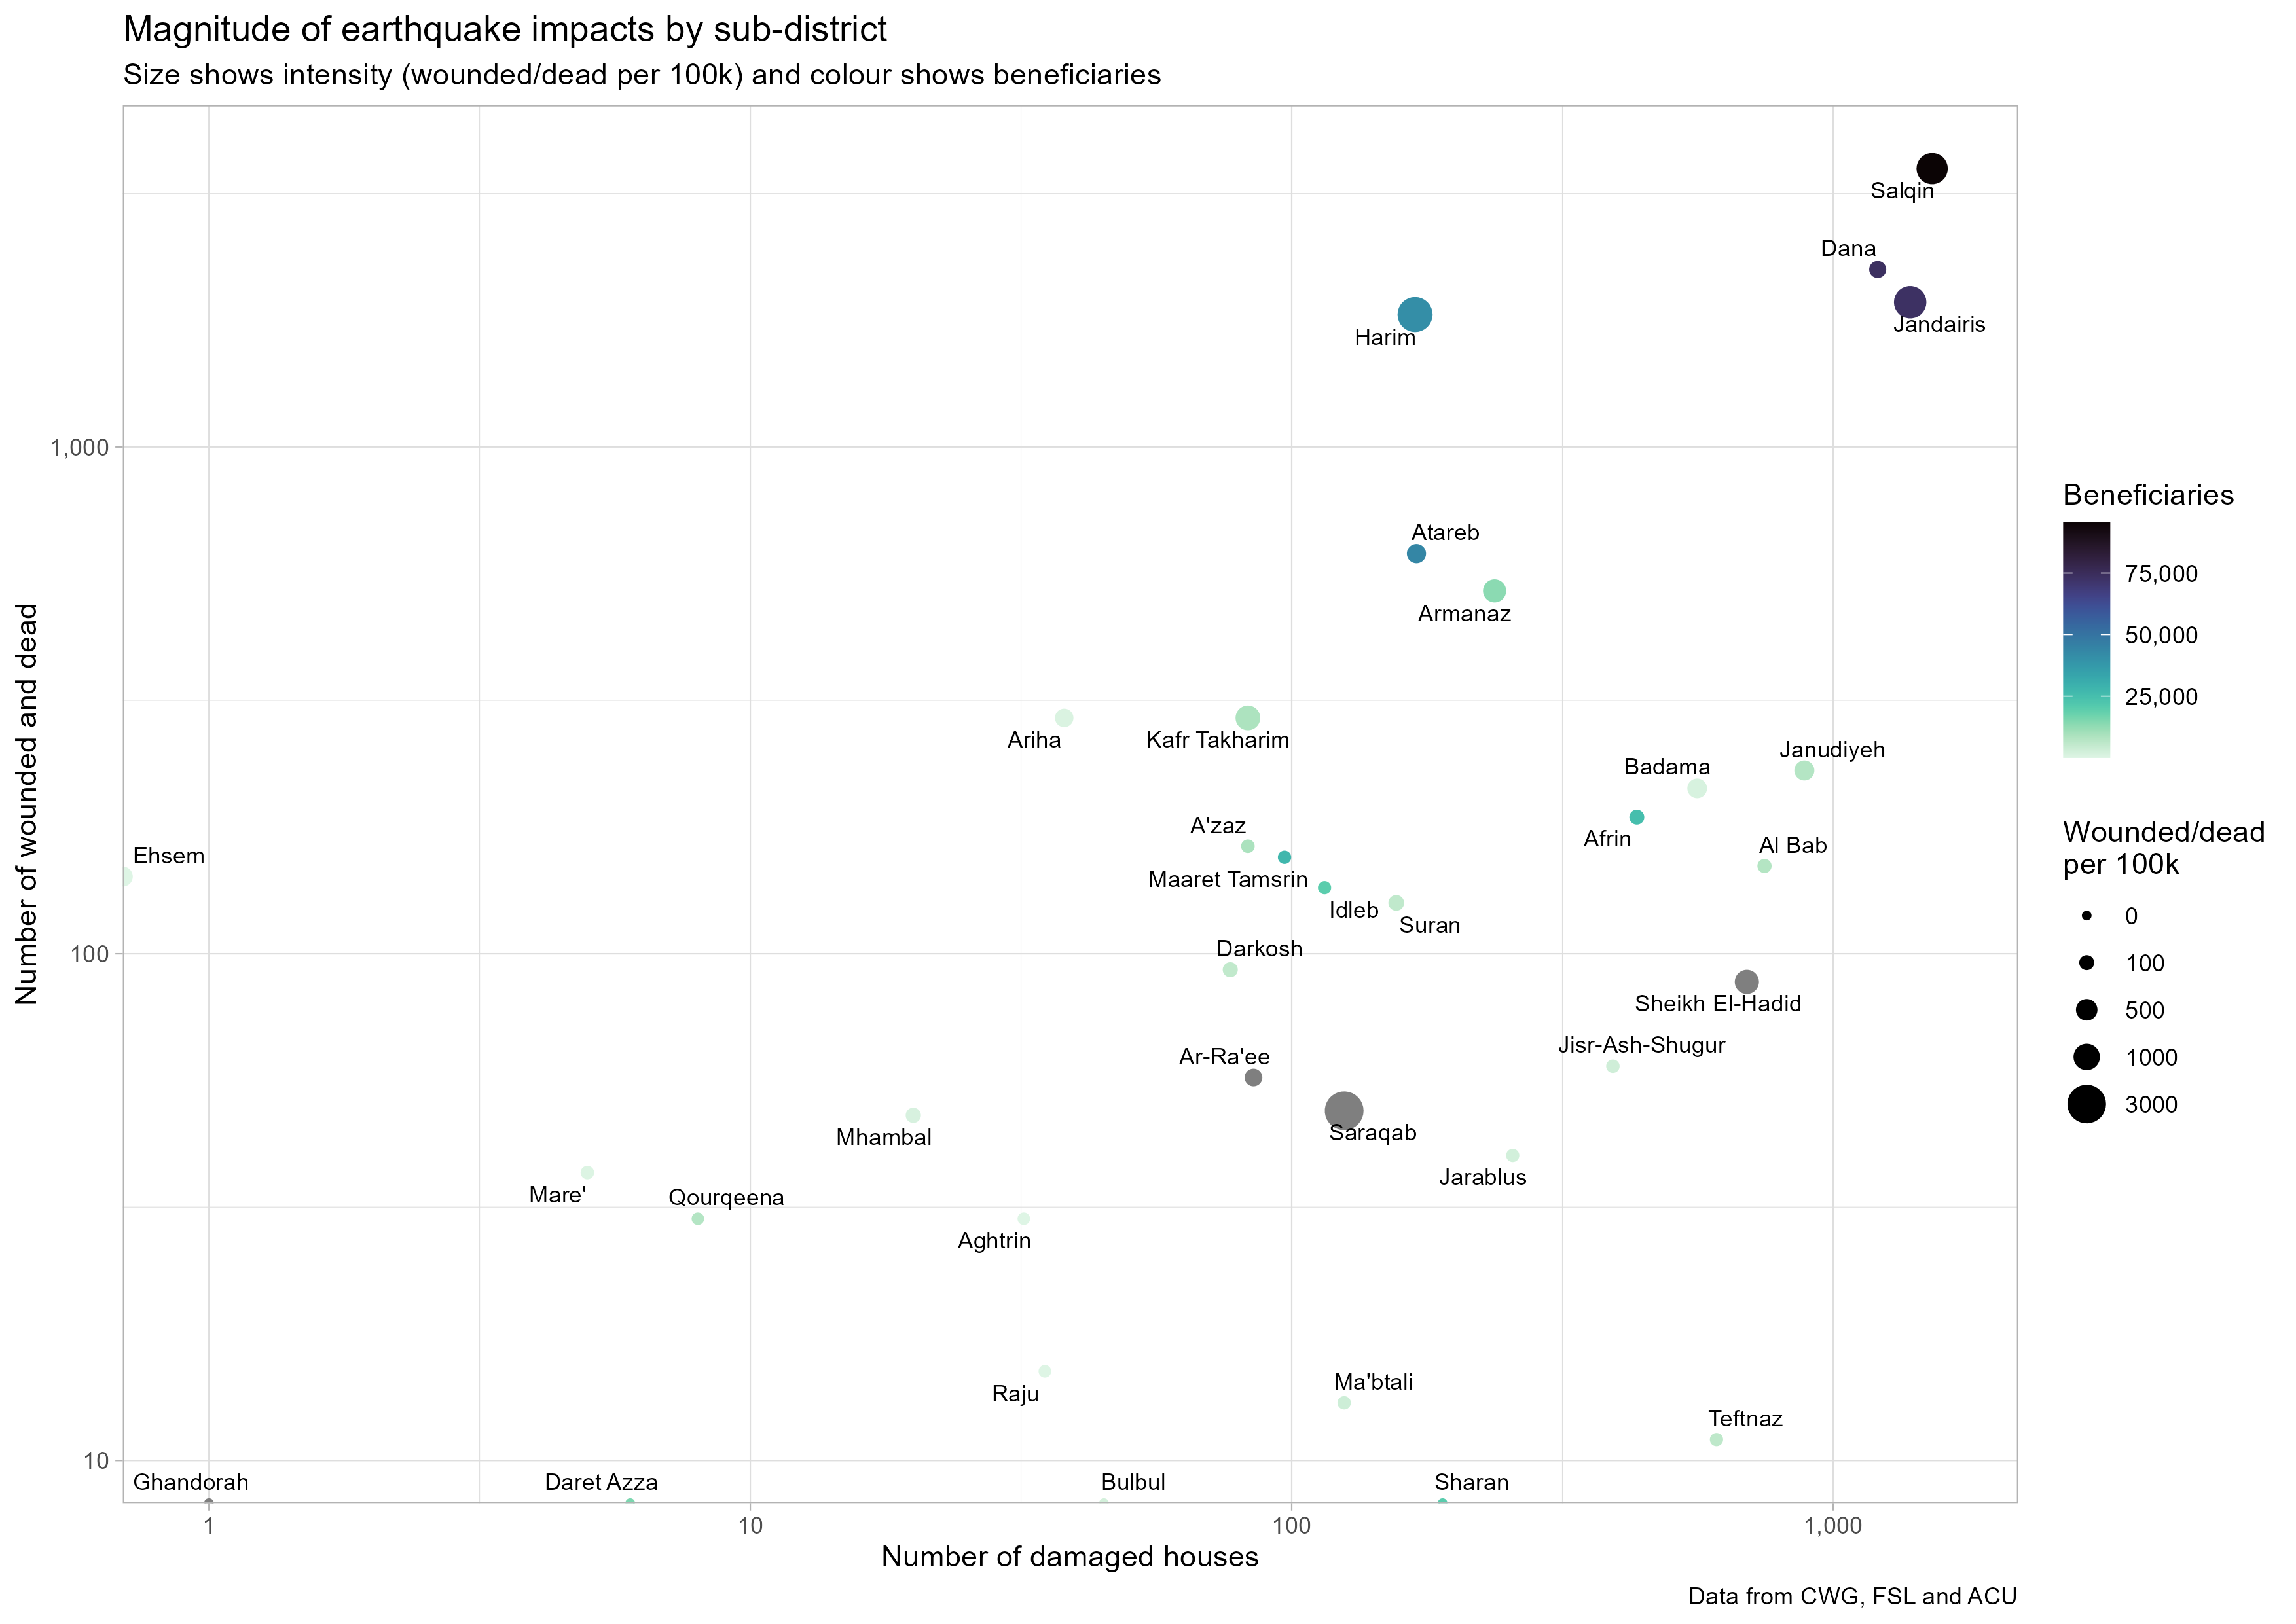 Magnitude of earthquake impacts by sub-district
Size shows intensity (wounded/dead per 100k) and colour shows beneficiaries
Salqin
Dana
Jandairis
Harim
1,000
Atareb
Armanaz
Ariha
Kafr Takharim
Janudiyeh
Badama
A'zaz
Afrin
Al Bab
Ehsem
Maaret Tamsrin
Idleb
Suran
Darkosh
100
Sheikh El-Hadid
Jisr-Ash-Shugur
Ar-Ra'ee
Saraqab
Mhambal
Jarablus
Mare'
Qourqeena
Aghtrin
Raju
Ma'btali
Teftnaz
10
Ghandorah
Daret Azza
Bulbul
Sharan
1
10
100
1,000
Number of wounded and dead
Number of damaged houses
Beneficiaries
75,000
50,000
25,000
Wounded/dead
per 100k
0
100
500
1000
3000
Data from CWG, FSL and ACU